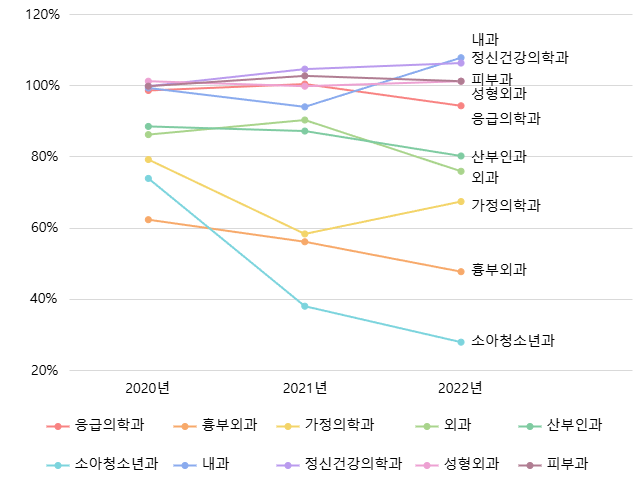 120%
내과
정신건강의학과
100%
피부과
성형외과
응급의학과
80%
산부인과
외과
가정의학과
60%
흉부외과
40%
소아청소년과
20%
2020년 2021년 2022년
응급의학과 흉부외과 가정의학과 외과 산부인과
소아청소년과 내과 정신건강의학과 성형외과 피부과